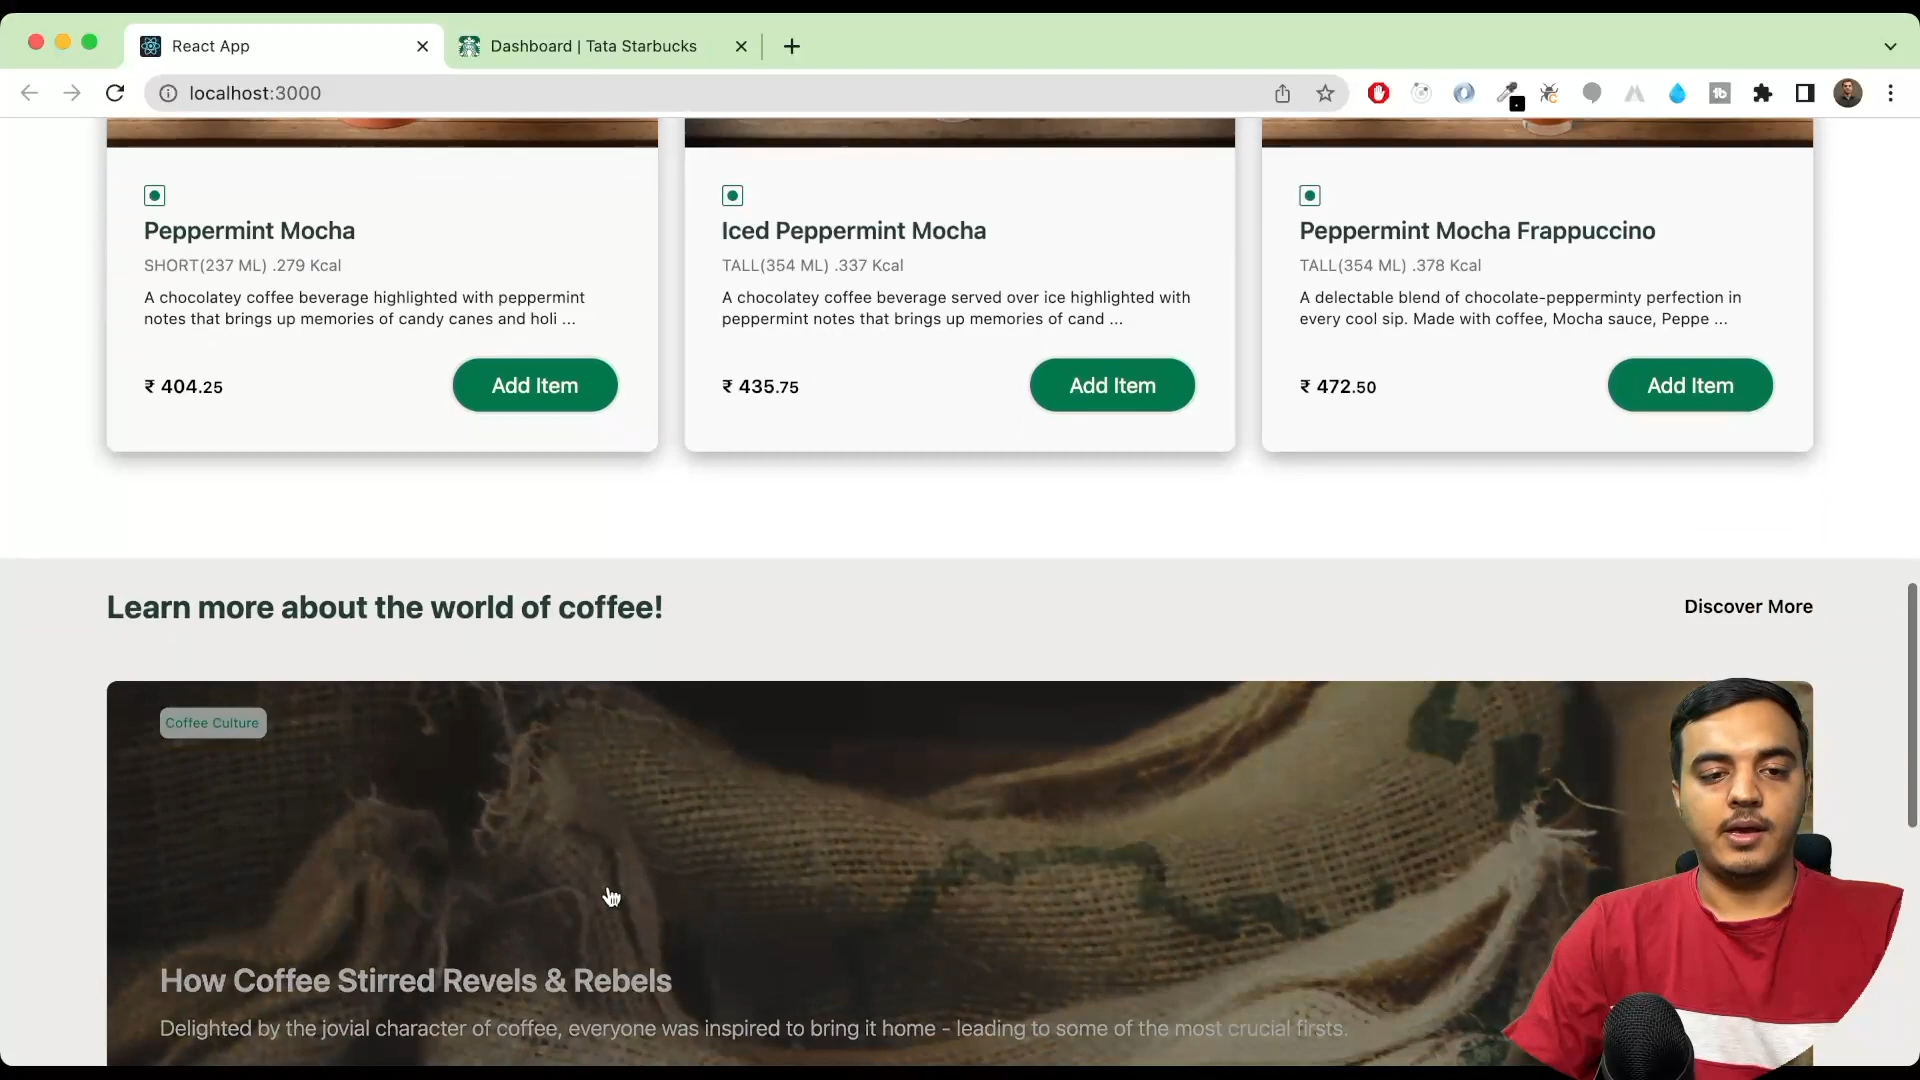 React App
Dashboard | Tata Starbucks
localhost:3000
Peppermint Mocha
SHORT(237 ML) .279 Kcal
A chocolatey coffee beverage highlighted with peppermint
notes that brings up memories of candy canes and holi ...
₹ 404.25
Add Item
Iced Peppermint Mocha
TALL(354 ML) .337 Kcal
A chocolatey coffee beverage served over ice highlighted with
peppermint notes that brings up memories of cand ...
₹ 435.75
Add Item
Peppermint Mocha Frappuccino
TALL(354 ML) .378 Kcal
A delectable blend of chocolate-pepperminty perfection in
every cool sip. Made with coffee, Mocha sauce, Peppe ...
₹ 472.50
Add Item
Learn more about the world of coffee!
Discover More
Coffee Culture
How Coffee Stirred Revels & Rebels
Delighted by the jovial character of coffee, everyone was inspired to bring it home - leading to some of the most crucial firsts.